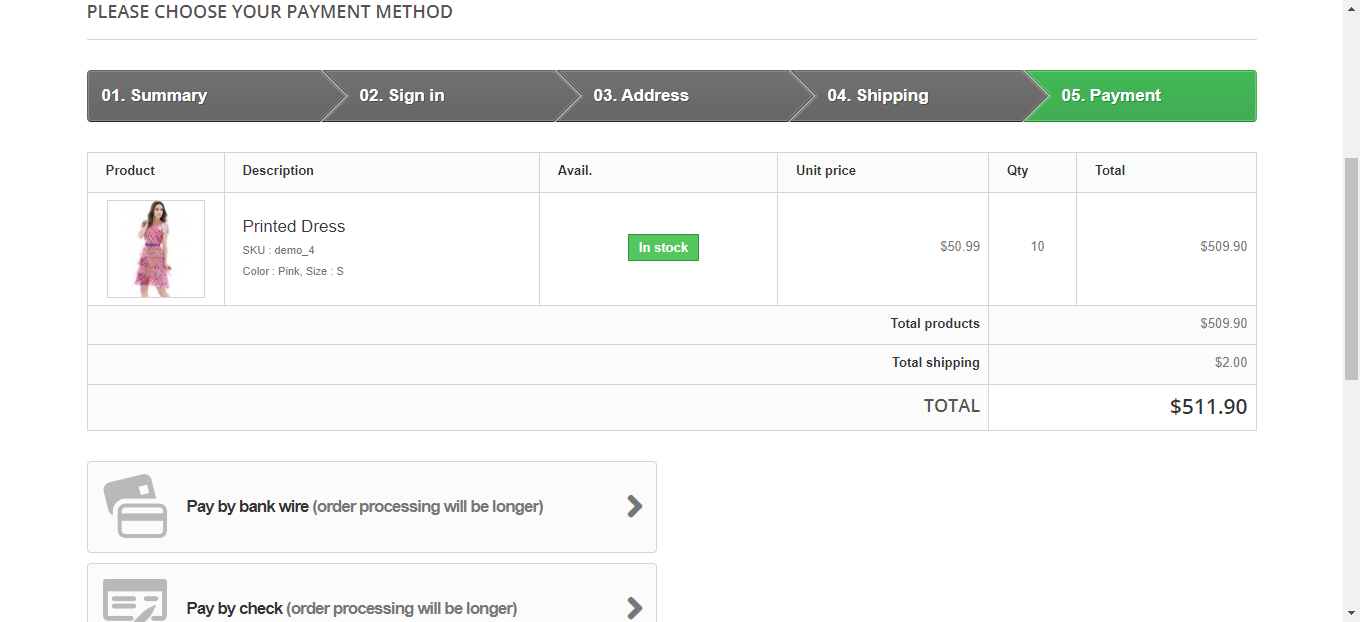 PLEASE CHOOSE YOUR PAYMENT METHOD
01. Summary 02. Sign in 03. Address 04. Shipping 05. Payment
Product Description Avail. Unit price Qty Total
Printed Dress
SKU : demo_4
Color : Pink, Size : S
In stock
$50.99 10 $509.90
Total products $509.90
Total shipping $2.00
TOTAL $511.90
Pay by bank wire (order processing will be longer)
Pay by check (order processing will be longer)